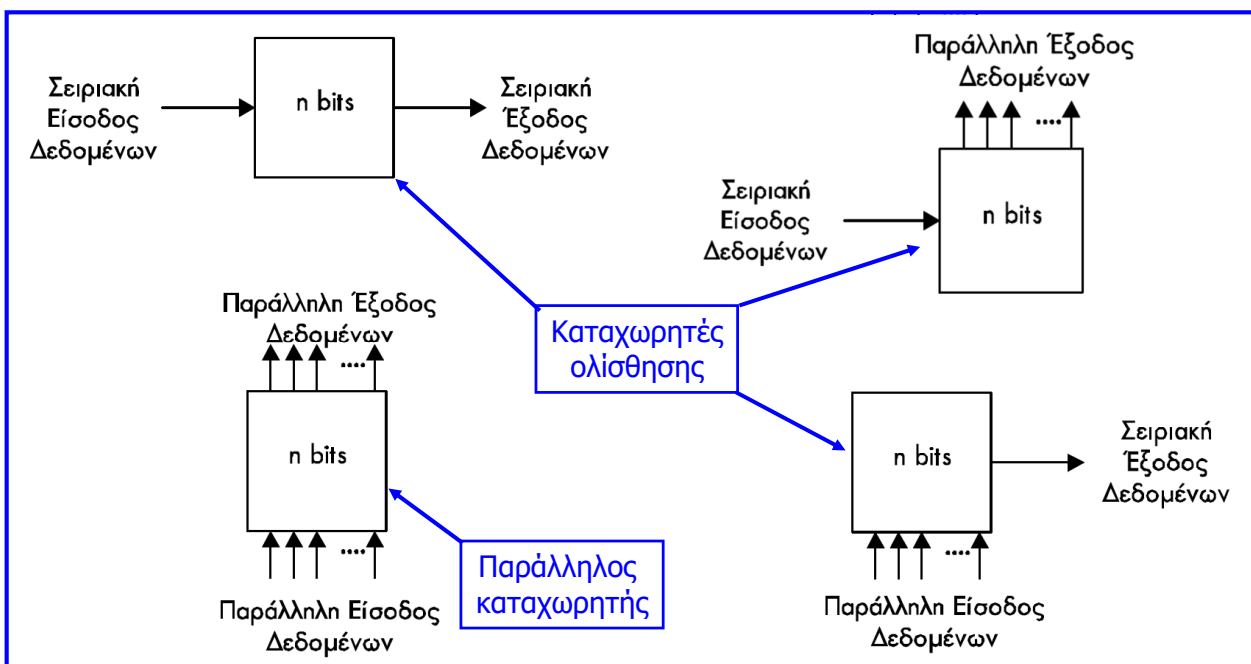 Σειριακή
Είσοδος
Δεδομένων
n bits
Σειριακή
Έξοδος
Δεδομένων
Παράλληλη Έξοδος
Δεδομένων
....
Σειριακή
Είσοδος
Δεδομένων
n bits
Παράλληλη Έξοδος
Δεδομένων
....
n bits
....
Παράλληλη Είσοδος
Δεδομένων
Καταχωρητές
ολίσθησης
Παράλληλος
καταχωρητής
n bits
Σειριακή
Έξοδος
Δεδομένων
....
Παράλληλη Είσοδος
Δεδομένων